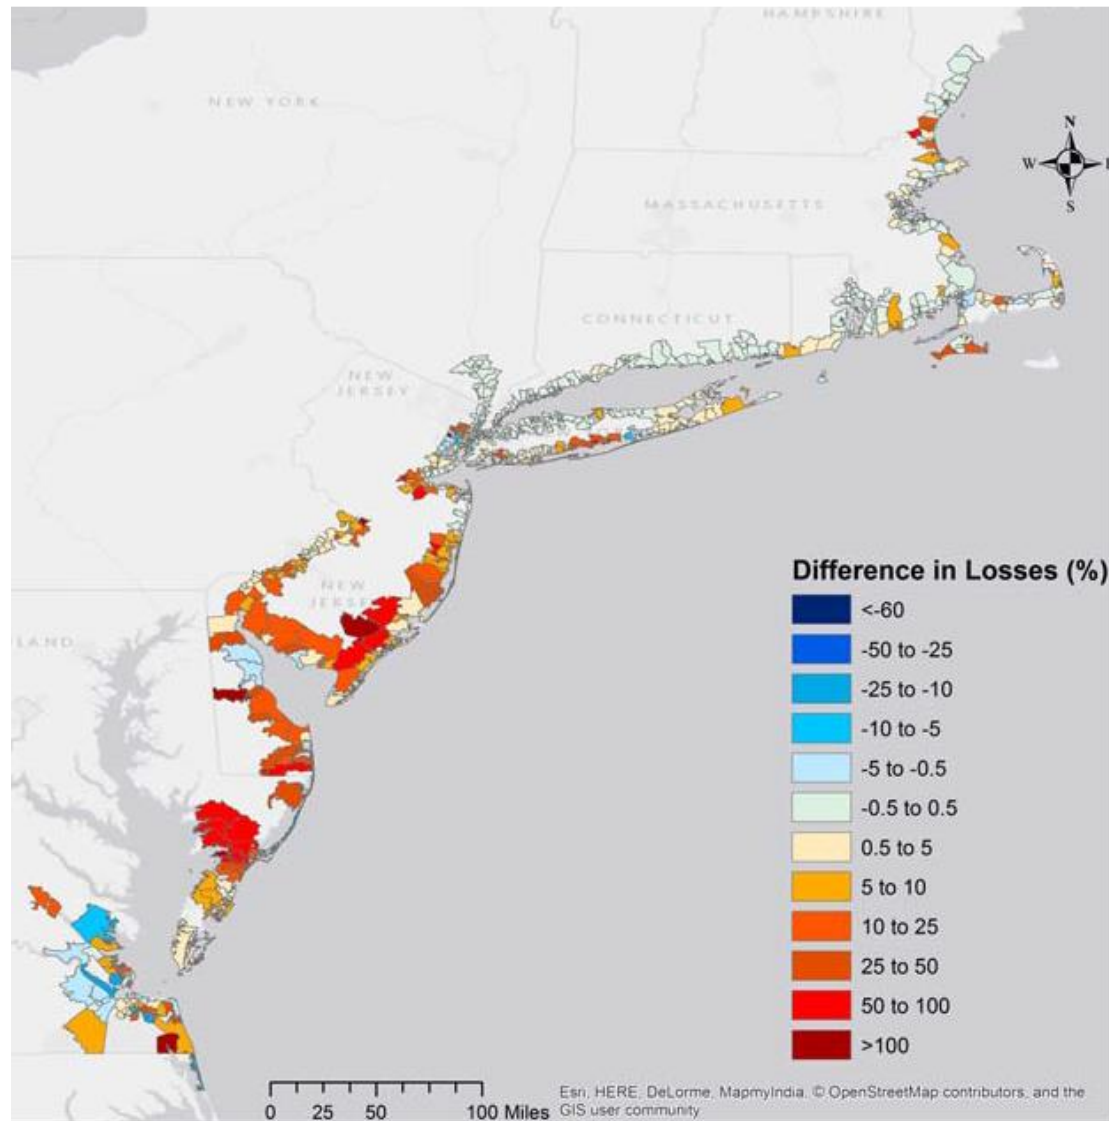 HAMPSHIRE
NEW YORK
N
W
E
S
MASSACHUSETTS
CONNECTICUT
NEW
JERSEY
NEW
JERSEY
LAND
Difference in Losses (%)
<-60
-50 to -25
-25 to -10
-10 to -5
-5 to -0.5
-0.5 to 0.5
0.5 to 5
5 to 10
10 to 25
25 to 50
50 to 100
>100
0 25 50 100 Miles
Esri, HERE, DeLorme, MapmyIndia, © OpenStreetMap contributors, and the
GIS user community